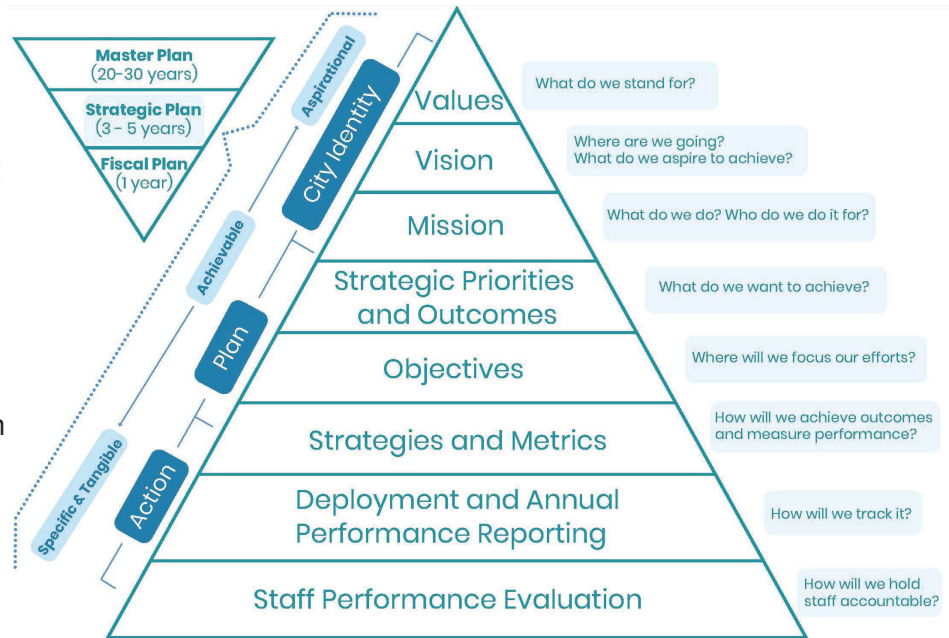 Master Plan
(20-30 years)
Strategic Plan
(3 - 5 years)
Fiscal Plan
(1 year)
Aspirational
Achievable
Specific & Tangible
City Identity
Plan
Action
Values
What do we stand for?
Vision
Where are we going?
What do we aspire to achieve?
Mission
What do we do? Who do we do it for?
Strategic Priorities
and Outcomes
What do we want to achieve?
Objectives
Where will we focus our efforts?
Strategies and Metrics
How will we achieve outcomes
and measure performance?
Deployment and Annual
Performance Reporting
How will we track it?
Staff Performance Evaluation
How will we hold
staff accountable?